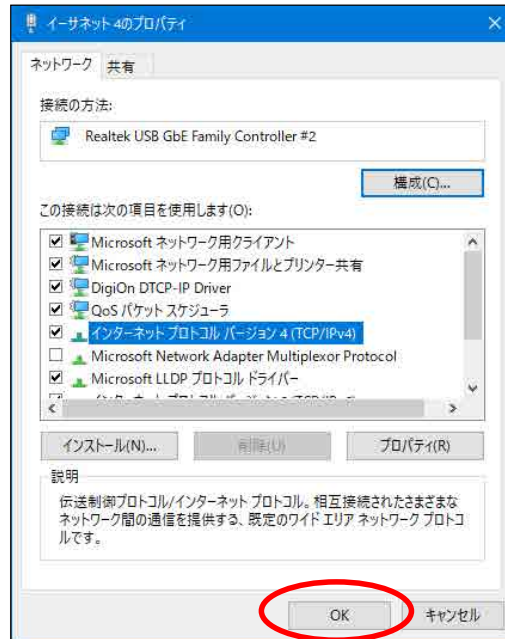 イーサネット 4のプロパティ
ネットワーク 共有
接続の方法:
Realtek USB GbE Family Controller #2
構成(C)...
この接続は次の項目を使用します(O):
Microsoft ネットワーク用クライアント
Microsoft ネットワーク用ファイルとプリンター共有
DigiOn DTCP-IP Driver
QoS パケット スケジューラ
インターネット プロトコル バージョン 4 (TCP/IPv4)
Microsoft Network Adapter Multiplexor Protocol
Microsoft LLDP プロトコル ドライバー
インストール(N)... 削除(U) プロパティ(R)
説明
伝送制御プロトコル/インターネット プロトコル。相互接続されたさまざまな
ネットワーク間の通信を提供する、既定のワイド エリア ネットワーク プロトコ
ルです。
OK キャンセル